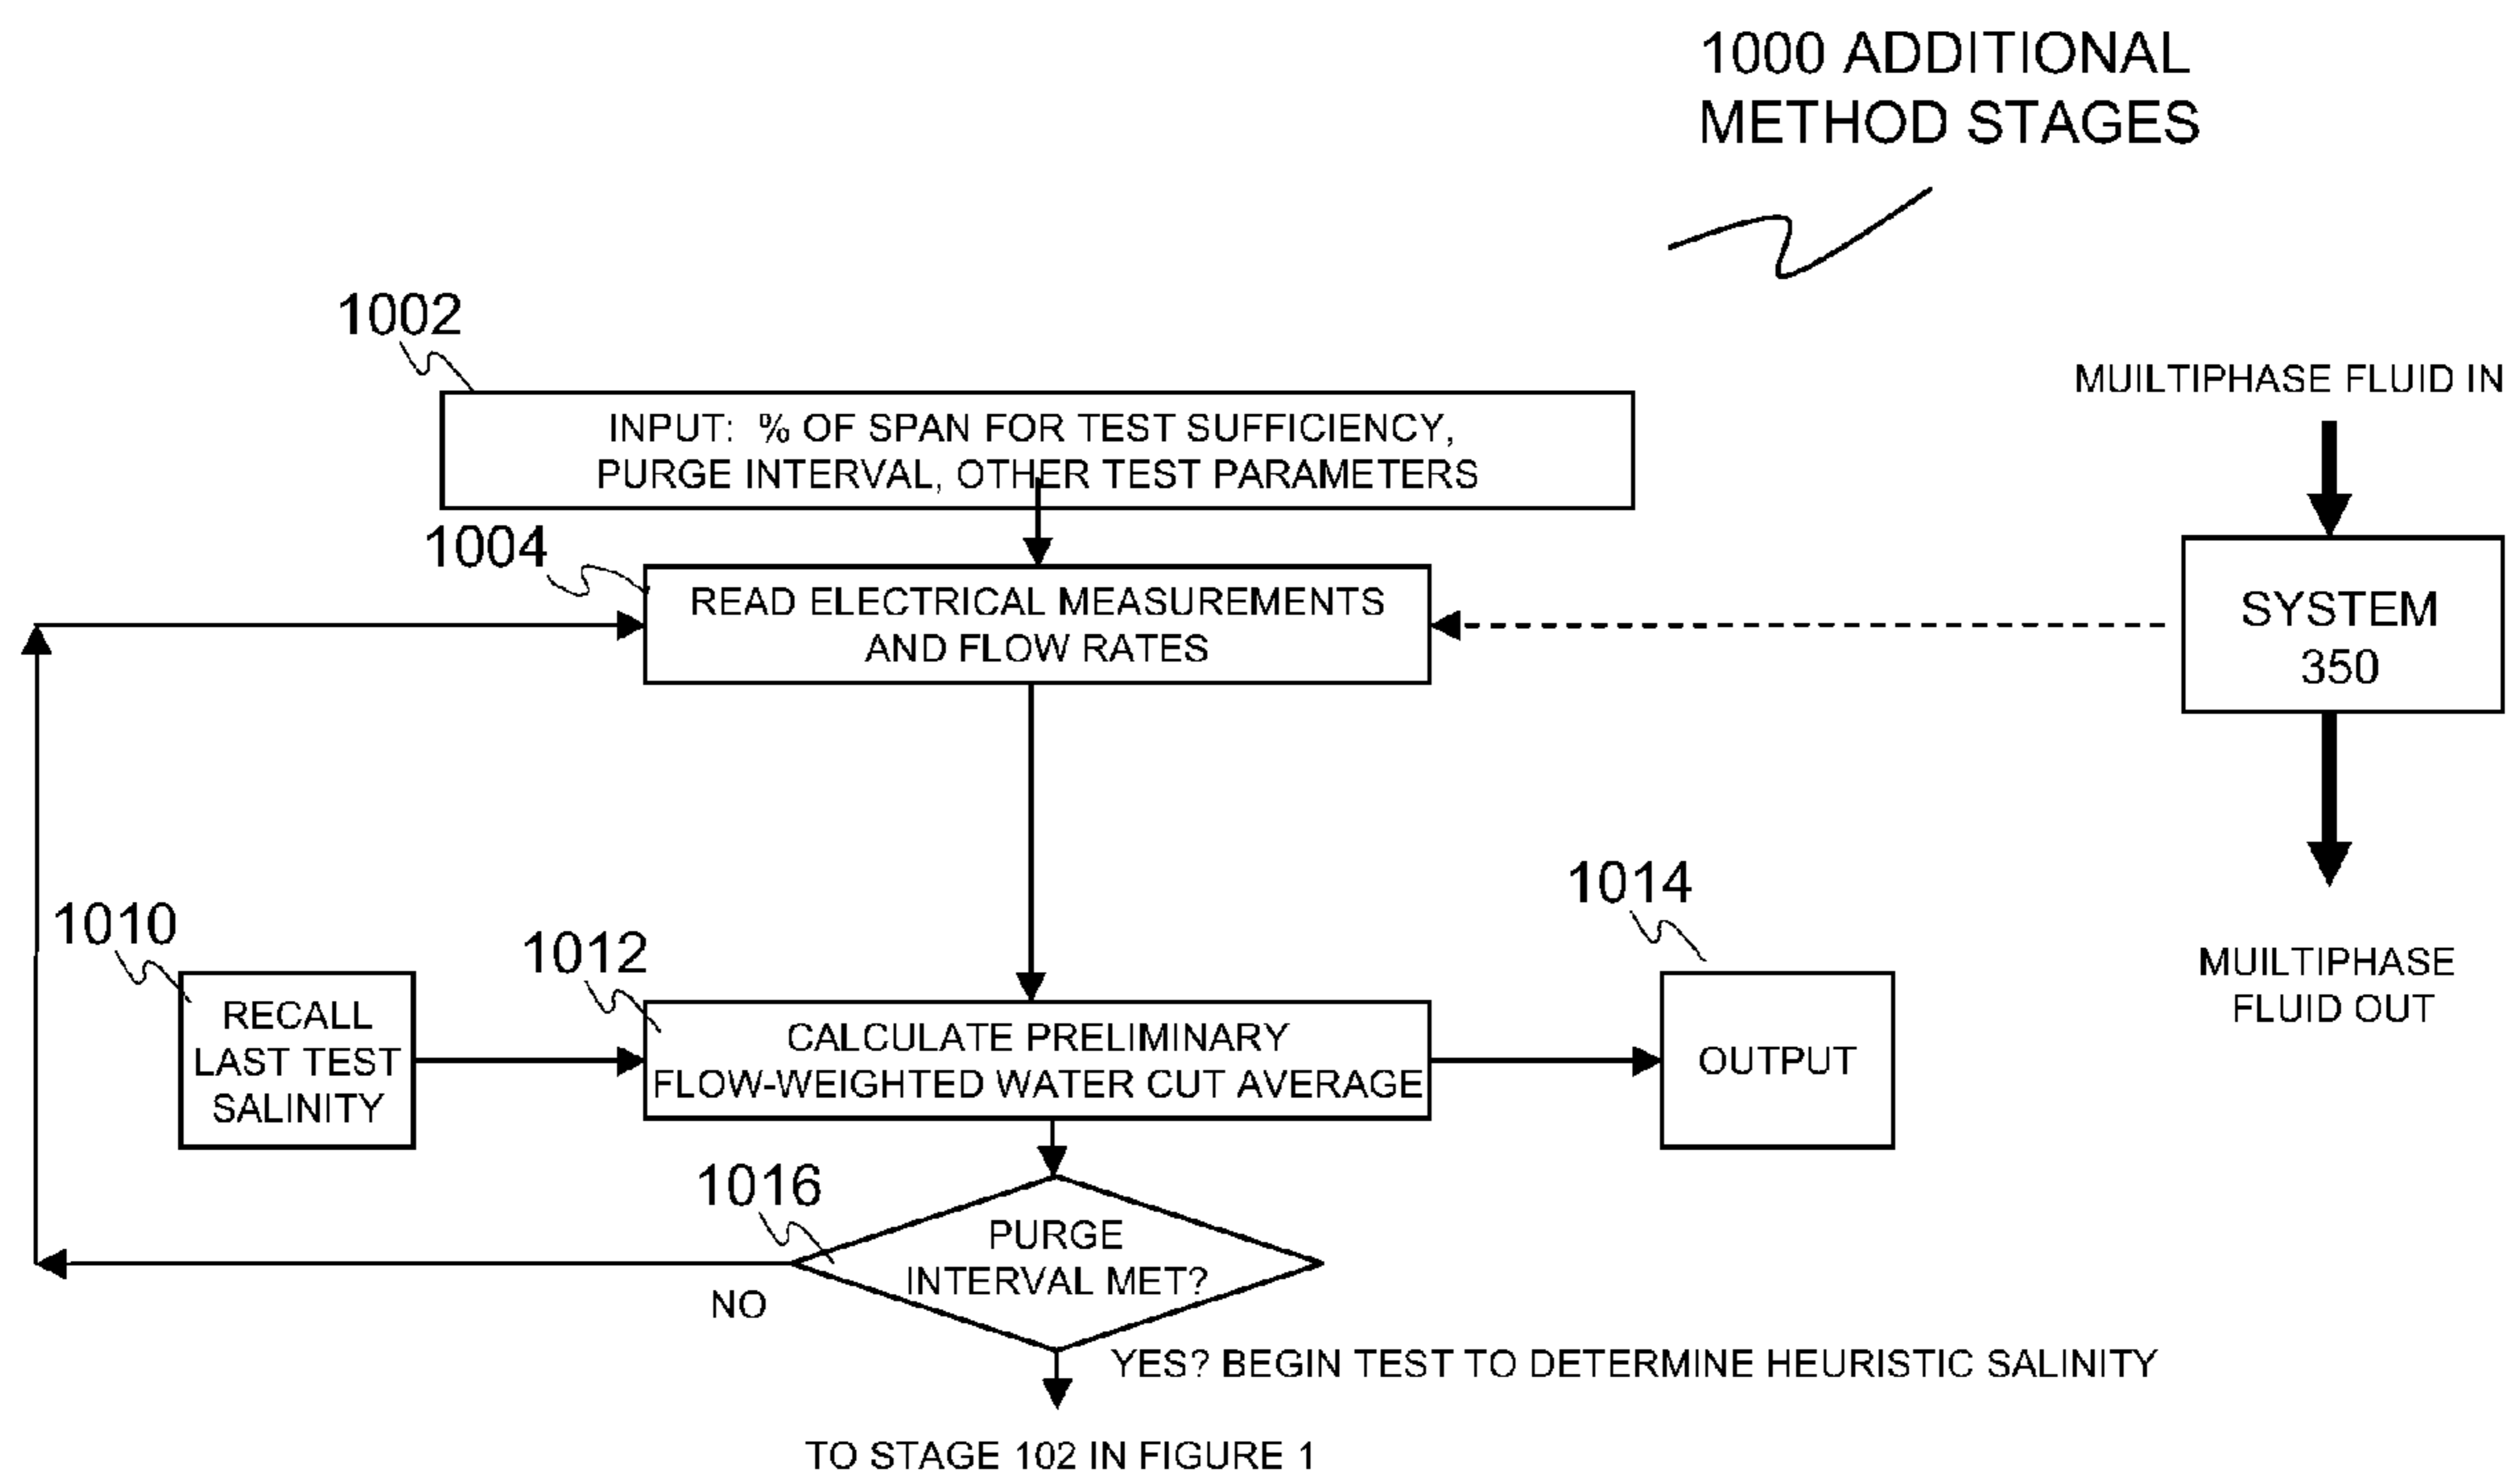 1000 ADDITIONAL
METHOD STAGES
1002
MUILTIPHASE FLUID IN
INPUT: % OF SPAN FOR TEST SUFFICIENCY,
PURGE INTERVAL, OTHER TEST PARAMETERS
1004
READ ELECTRICAL MEASUREMENTS
AND FLOW RATES
SYSTEM
350
1014
1010
1012
MUILTIPHASE
FLUID OUT
RECALL
LAST TEST
SALINITY
CALCULATE PRELIMINARY
FLOW-WEIGHTED WATER CUT AVERAGE
OUTPUT
1016
PURGE
INTERVAL MET?
NO
YES? BEGIN TEST TO DETERMINE HEURISTIC SALINITY
TO STAGE 102 IN FIGURE 1